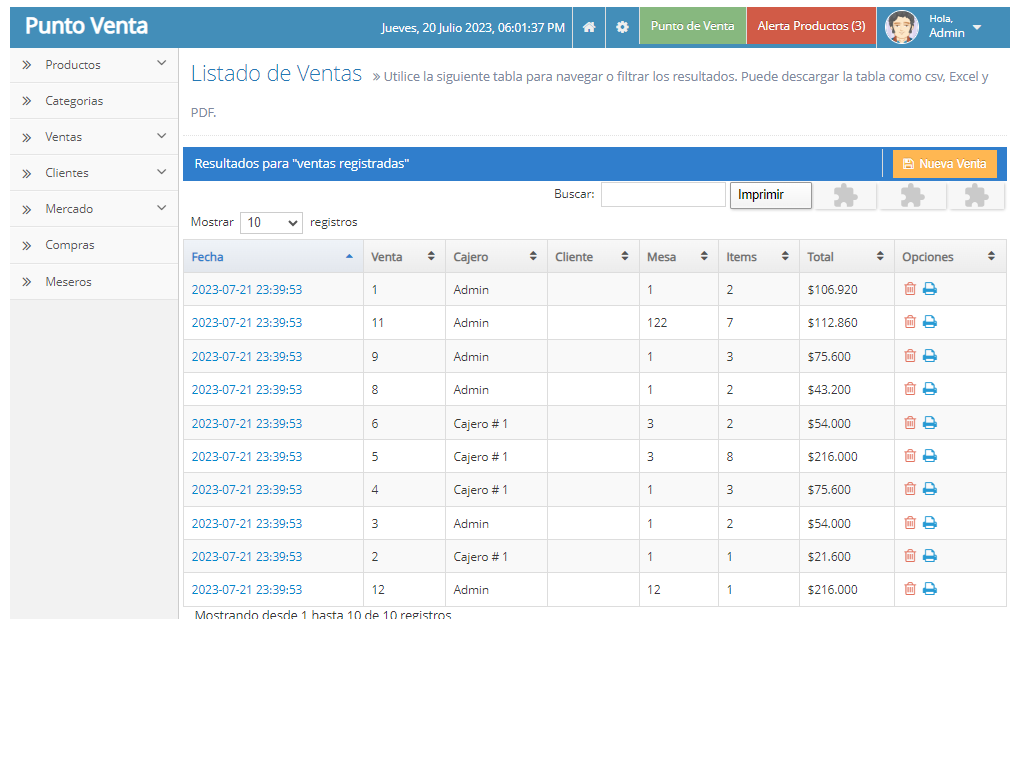 Punto Venta
Jueves, 20 Julio 2023, 06:01:37 PM
Punto de Venta
Alerta Productos (3)
Hola,
Admin
Productos
Categorias
Ventas
Clientes
Mercado
Compras
Meseros
Listado de Ventas » Utilice la siguiente tabla para navegar o filtrar los resultados. Puede descargar la tabla como csv, Excel y
PDF.
Resultados para "ventas registradas"
Nueva Venta
Buscar:
Imprimir
Mostrar 10 registros
Fecha Venta Cajero Cliente Mesa Items Total Opciones
2023-07-21 23:39:53 1 Admin 1 2 $106.920
2023-07-21 23:39:53 11 Admin 122 7 $112.860
2023-07-21 23:39:53 9 Admin 1 3 $75.600
2023-07-21 23:39:53 8 Admin 1 2 $43.200
2023-07-21 23:39:53 6 Cajero # 1 3 2 $54.000
2023-07-21 23:39:53 5 Cajero # 1 3 8 $216.000
2023-07-21 23:39:53 4 Cajero # 1 1 3 $75.600
2023-07-21 23:39:53 3 Admin 1 2 $54.000
2023-07-21 23:39:53 2 Cajero # 1 1 1 $21.600
2023-07-21 23:39:53 12 Admin 12 1 $216.000
Mostrando desde 1 hasta 10 de 10 registros